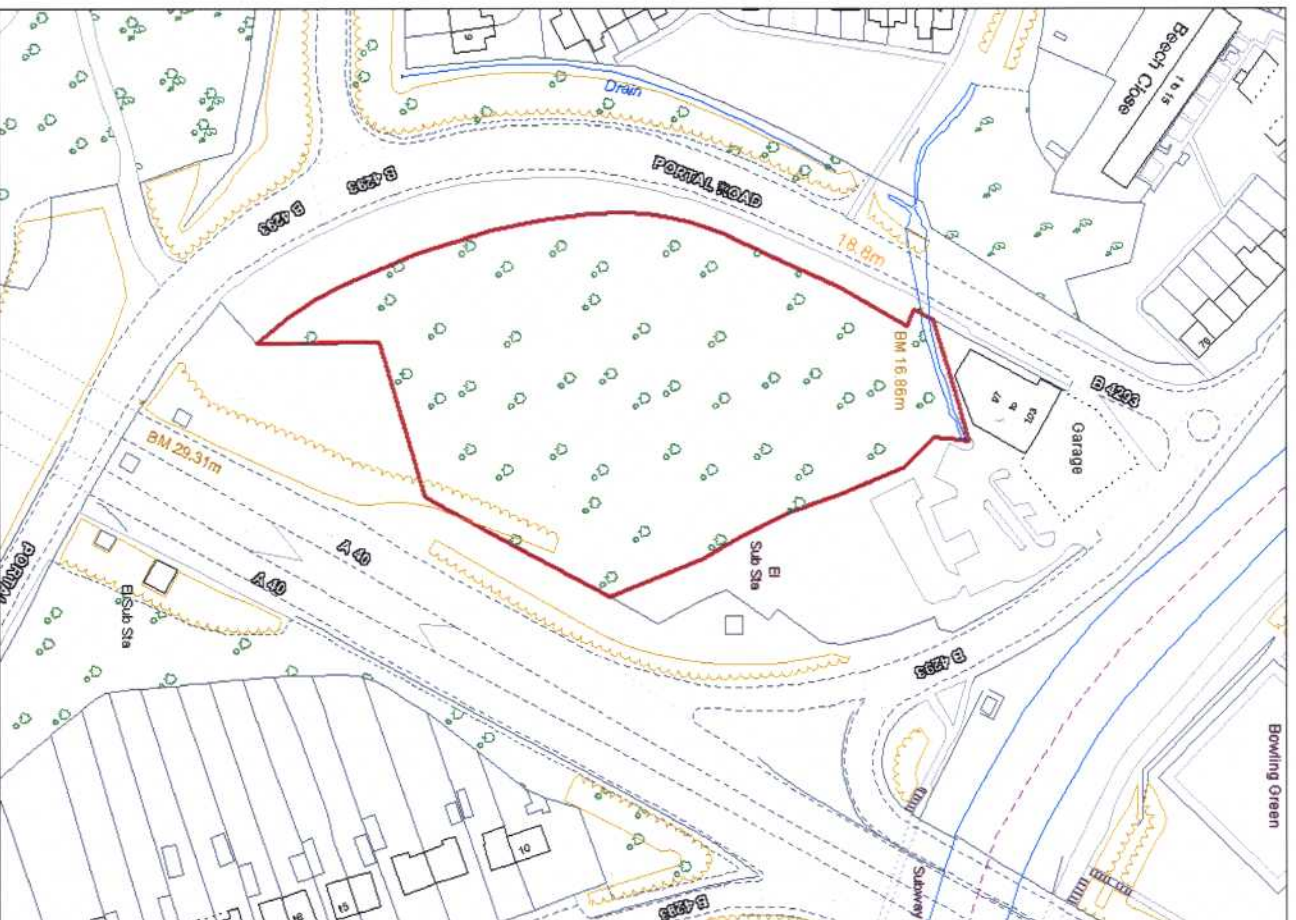 9
Drain
Beech Close
1 to 15
B 4293
B 4293
PORTAL ROAD
18.8m
BM 16.86m
70
B 4293
97
to
103
Garage
BM 29.31m
A 40
A 40
El
Sub Sta
El Sub Sta
B 4293
Bowling Green
10
15
Subway
B 4293